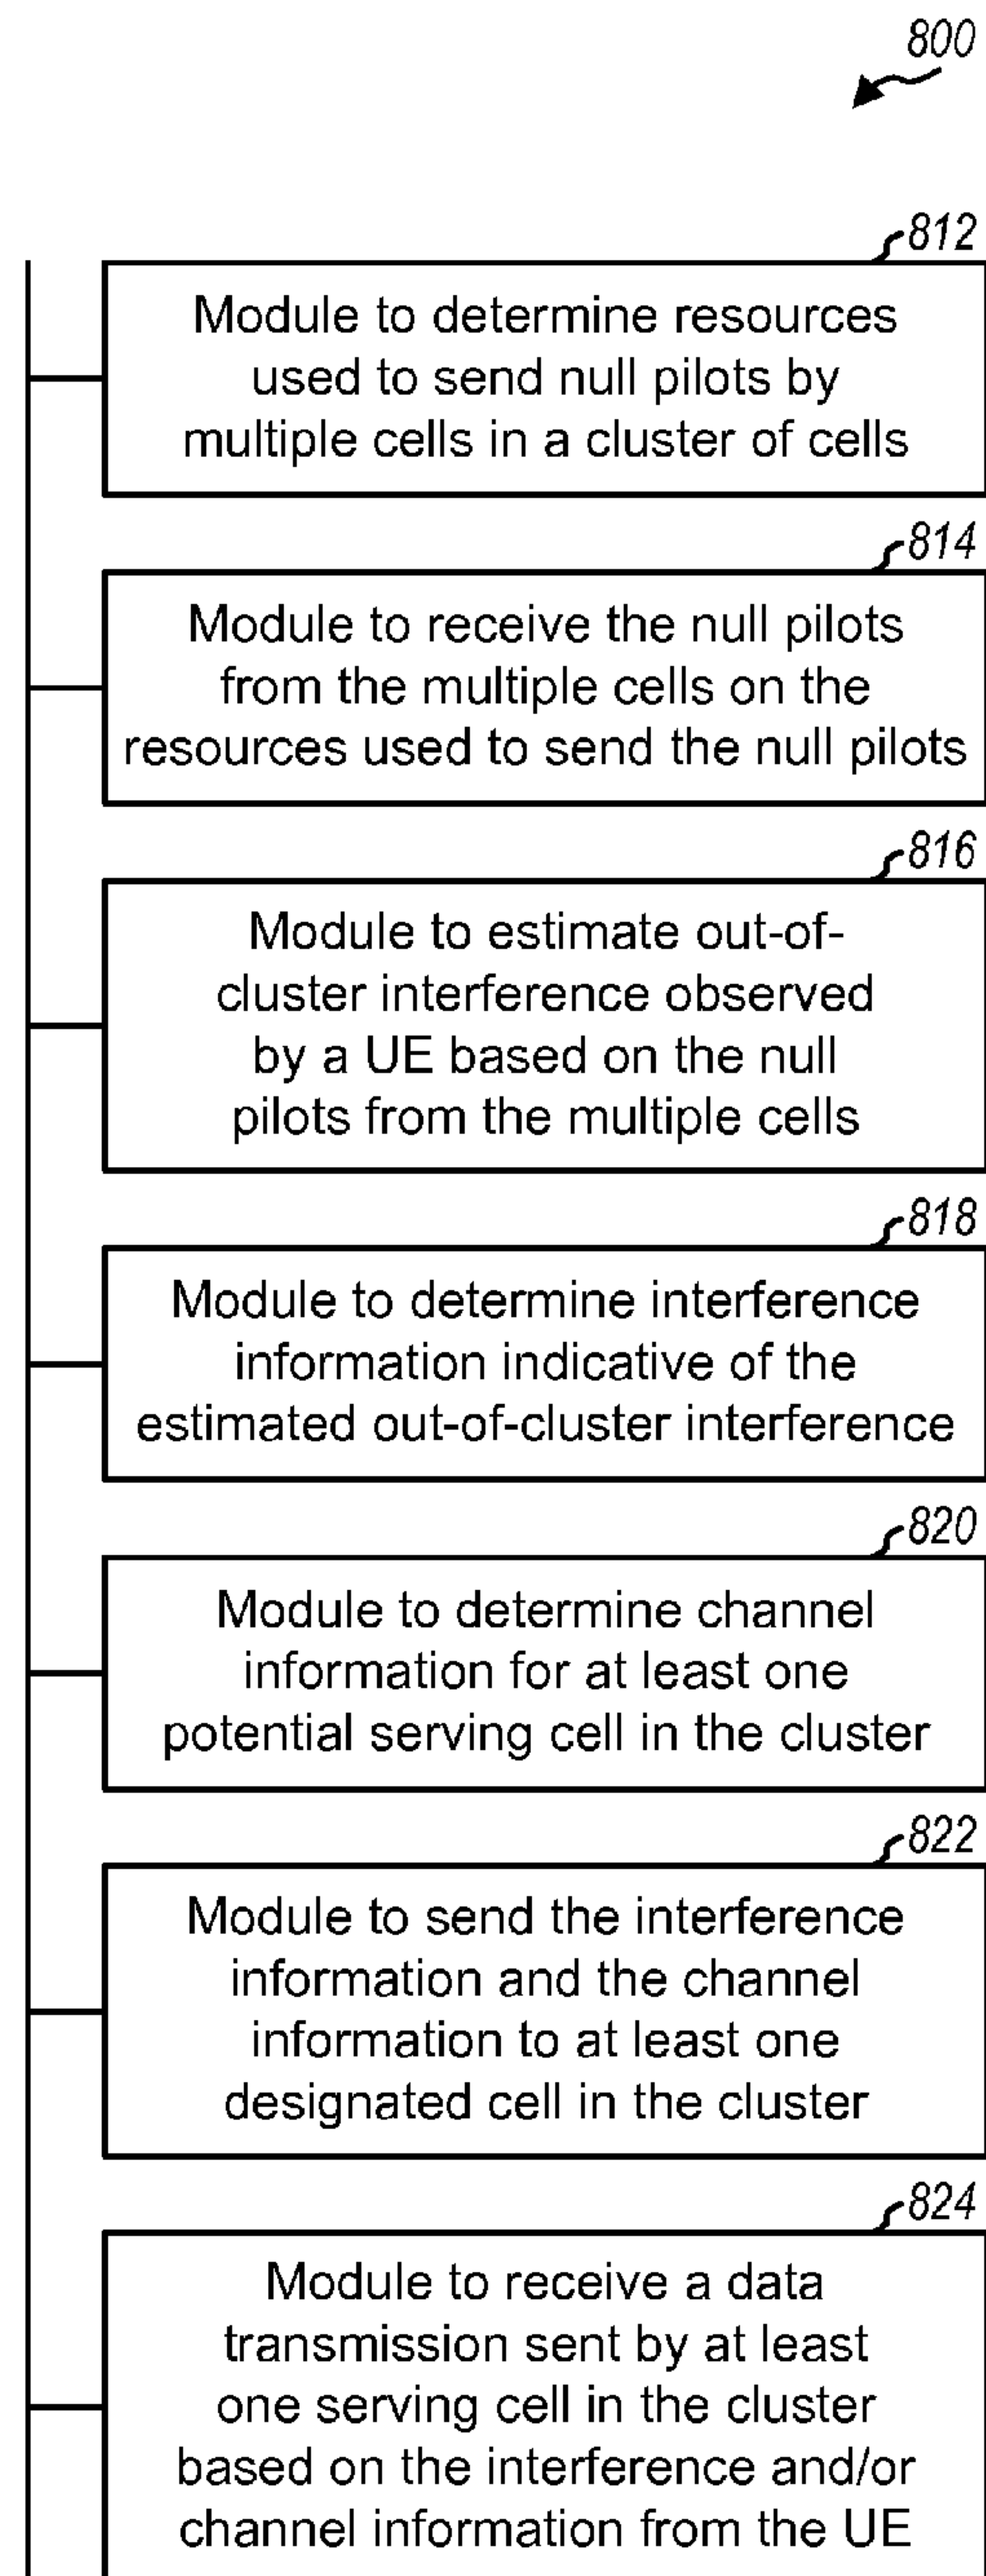 800
812
Module to determine resources
used to send null pilots by
multiple cells in a cluster of cells
814
Module to receive the null pilots
from the multiple cells on the
resources used to send the null pilots
816
Module to estimate out-of-
cluster interference observed
by a UE based on the null
pilots from the multiple cells
818
Module to determine interference
information indicative of the
estimated out-of-cluster interference
820
Module to determine channel
information for at least one
potential serving cell in the cluster
822
Module to send the interference
information and the channel
information to at least one
designated cell in the cluster
824
Module to receive a data
transmission sent by at least
one serving cell in the cluster
based on the interference and/or
channel information from the UE